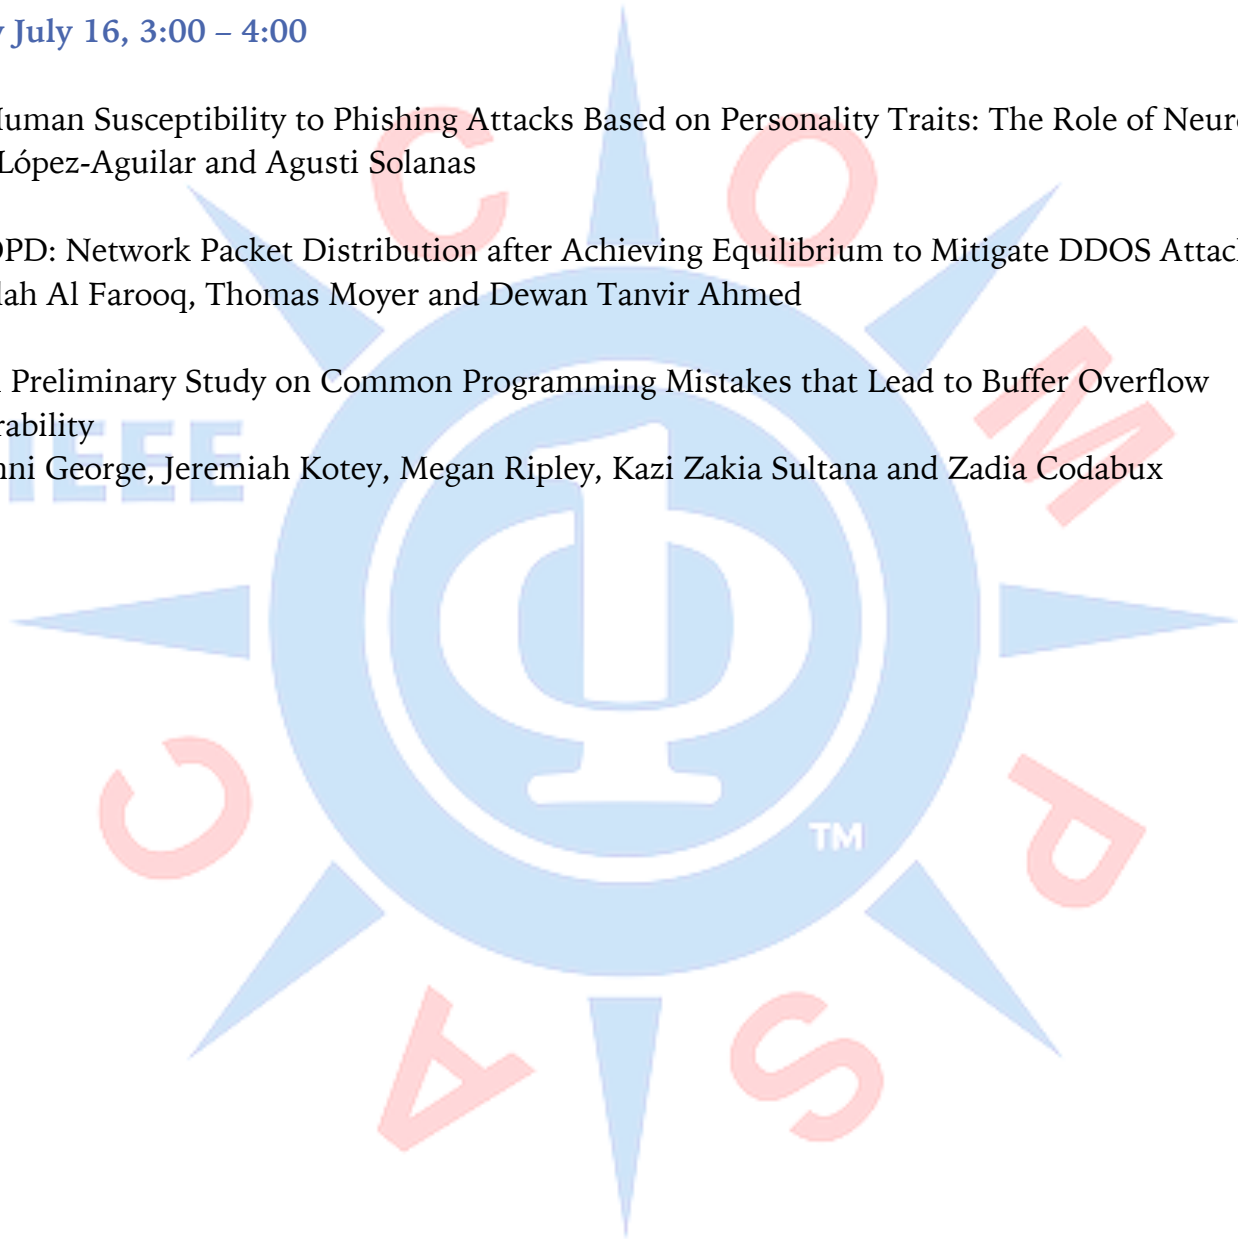 July 16, 3:00 – 4:00
Human Susceptibility to Phishing Attacks Based on Personality Traits: The Role of Neuro
López-Aguilar and Agusti Solanas
DPD: Network Packet Distribution after Achieving Equilibrium to Mitigate DDOS Attac
lah Al Farooq, Thomas Moyer and Dewan Tanvir Ahmed
Preliminary Study on Common Programming Mistakes that Lead to Buffer Overflow
rability
nni George, Jeremiah Kotey, Megan Ripley, Kazi Zakia Sultana and Zadia Codabux
IEEE
COMPSAC
TM